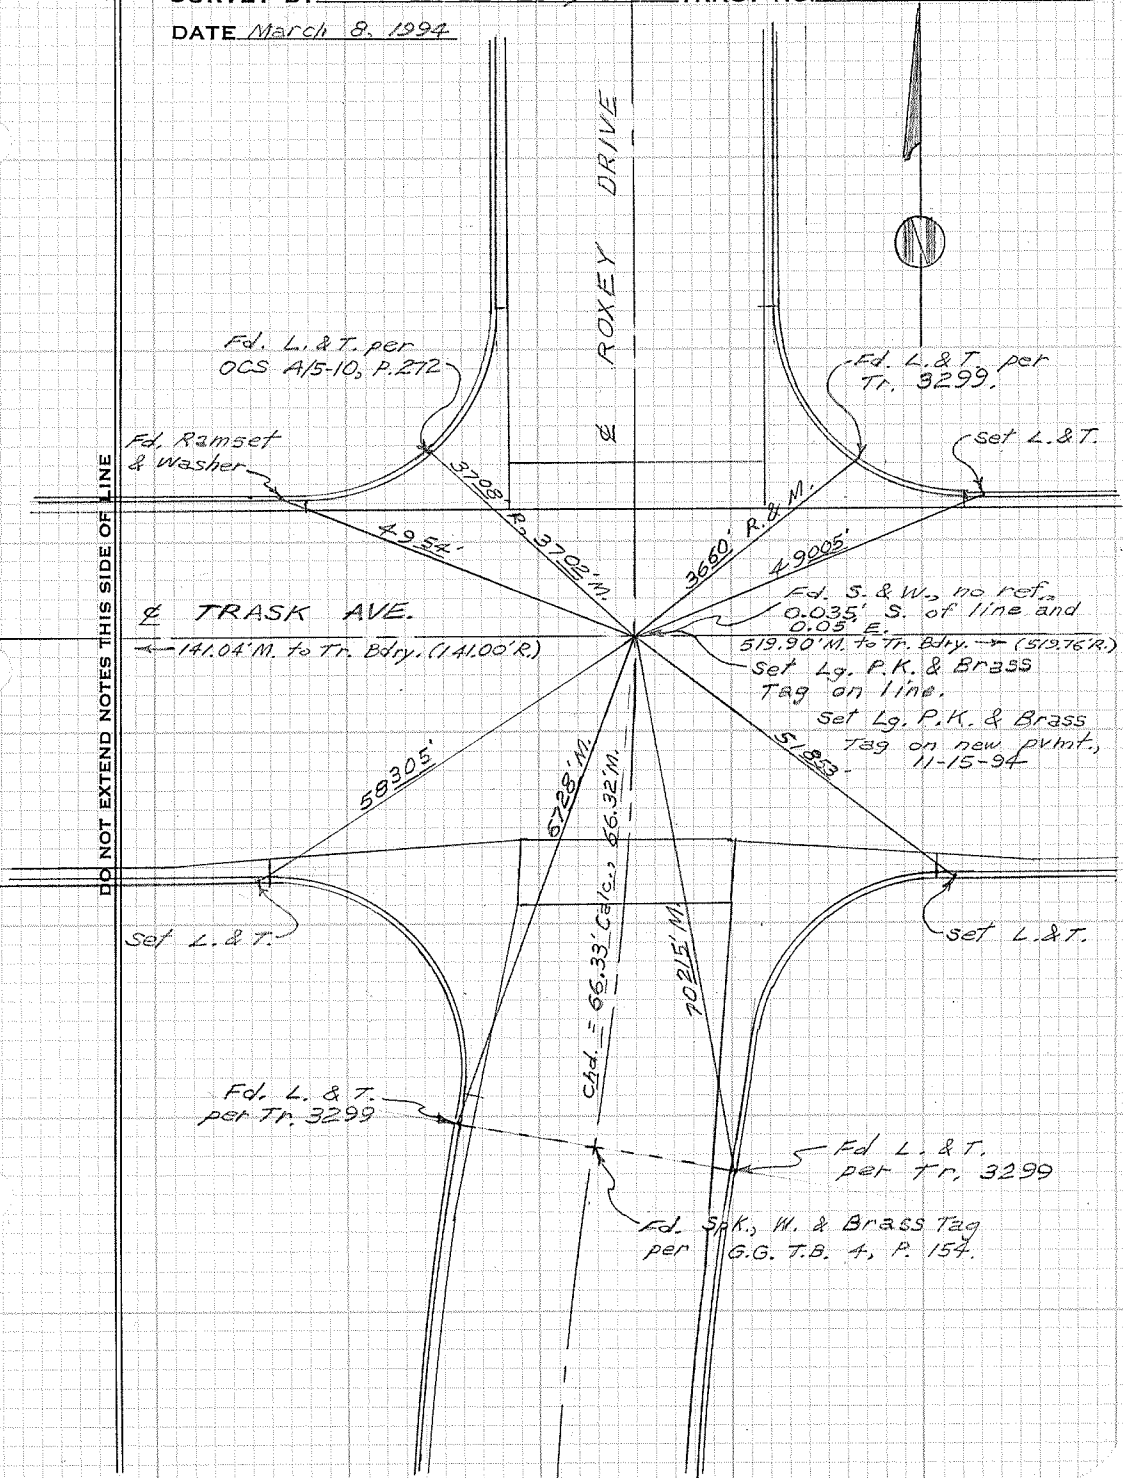 DATE March 8, 1994
DO NOT EXTEND NOTES THIS SIDE OF LINE
℄ ROXEY DRIVE
N
Fd. L. & T. per
OCS A/5-10, P.272
Fd. L. & T. per
Tr. 3299.
Fd. Ramset
& Washer
set L. & T.
37.08' R., 37.02' M.
36.60' R. & M.
49.54'
49.005'
Fd. S. & W., no ref.,
0.035' S. of line and
0.05' E.
℄ TRASK AVE.
← 141.04' M. to Tr. Bdry. (141.00' R.)
519.90' M. to Tr. Bdry. → (519.76' R.)
Set Lg. P.K. & Brass
Tag on line.
Set Lg. P.K. & Brass
Tag on new pvmt.,
11-15-94
58.305'
67.28' M.
Chd. = 66.33' Calc., 66.32' M.
70.215' M.
51.853
set L. & T.
set L. & T.
Fd. L. & T.
per Tr. 3299
Fd L. & T.
per Tr. 3299
Fd. Spk., W. & Brass Tag
per G.G. T.B. 4, P. 154.